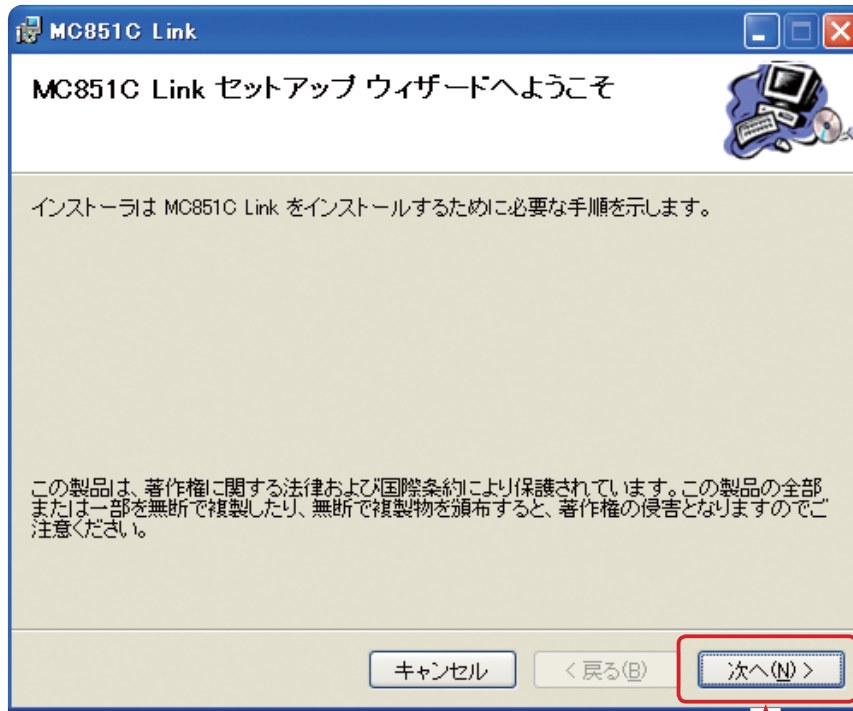 MC851C Link
MC851C Link セットアップ ウィザードへようこそ
インストーラは MC851C Link をインストールするために必要な手順を示します。
この製品は、著作権に関する法律および国際条約により保護されています。この製品の全部
または一部を無断で複製したり、無断で複製物を頒布すると、著作権の侵害となりますのでご
注意ください。
キャンセル
< 戻る(B)
次へ(N) >